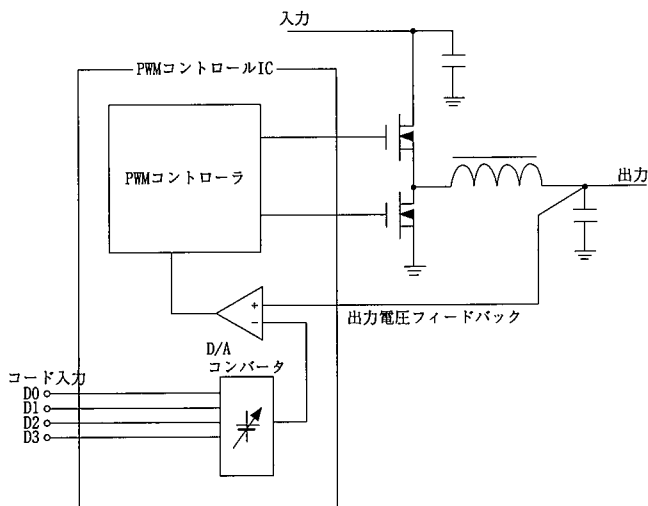 入力
PWMコントロールIC
PWMコントローラ
出力
+
−
出力電圧フィードバック
D/A
コンバータ
コード入力
D0
D1
D2
D3